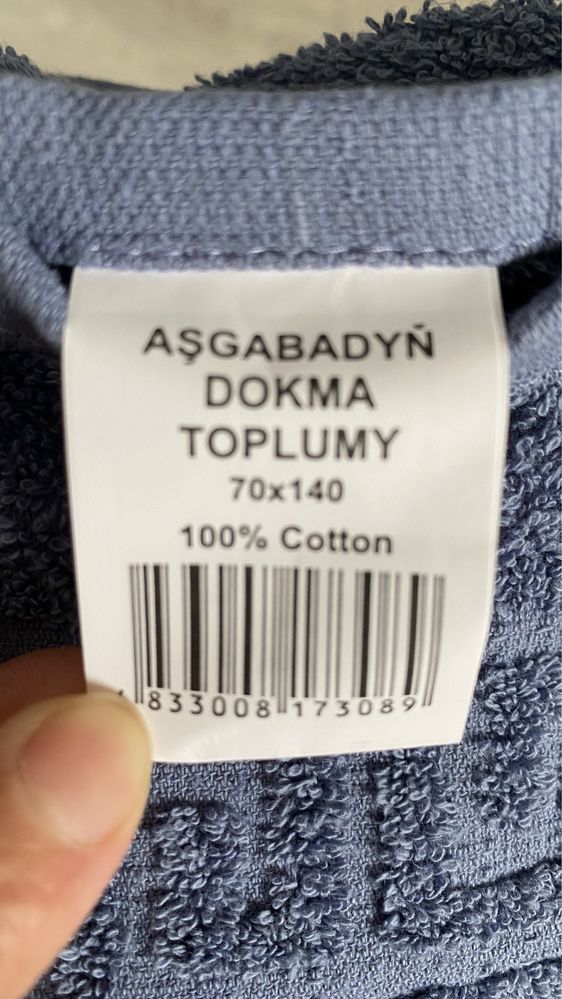 AŞGABADYŇ
DOKMA
TOPLUMY
70x140
100% Cotton
833008 173089